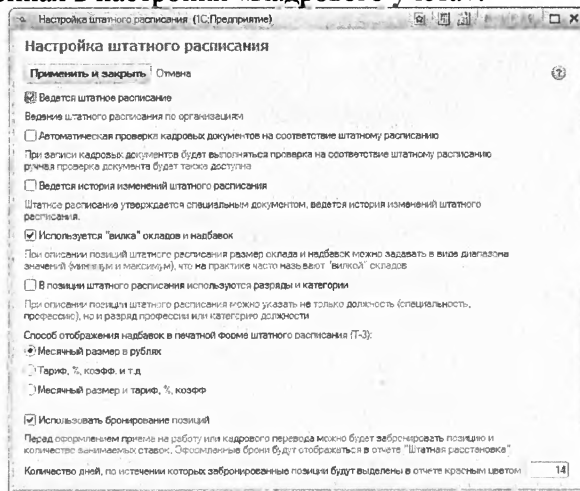 Настройка штатного расписания (1С:Предприятие)
Настройка штатного расписания
Применить и закрыть Отмена
?
Ведется штатное расписание
Ведение штатного расписания по организациям
Автоматическая проверка кадровых документов на соответствие штатному расписанию
При записи кадровых документов будет выполняться проверка на соответствие штатному расписанию
ручная проверка документа будет также доступна
Ведется история изменений штатного расписания
Штатное расписание утверждается специальным документом, ведется история изменений штатного
расписания.
Используется "вилка" окладов и надбавок
При описании позиций штатного расписания размер оклада и надбавок можно задавать в виде диапазона
значений (минимум и максимум), что на практике часто называют "вилкой" окладов
В позиции штатного расписания используются разряды и категории
При описании позиции штатного расписания можно указать не только должность (специальность,
профессию), но и разряд профессии или категорию должности
Способ отображения надбавок в печатной форме штатного расписания (Т-3):
Месячный размер в рублях
Тариф, %, коэфф. и т.д
Месячный размер и тариф, %, коэфф
Использовать бронирование позиций
Перед оформлением приема на работу или кадрового перевода можно будет забронировать позицию и
количество занимаемых ставок. Оформленные брони будут отображаться в отчете "Штатная расстановка"
Количество дней, по истечении которых забронированные позиции будут выделены в отчете красным цветом 14